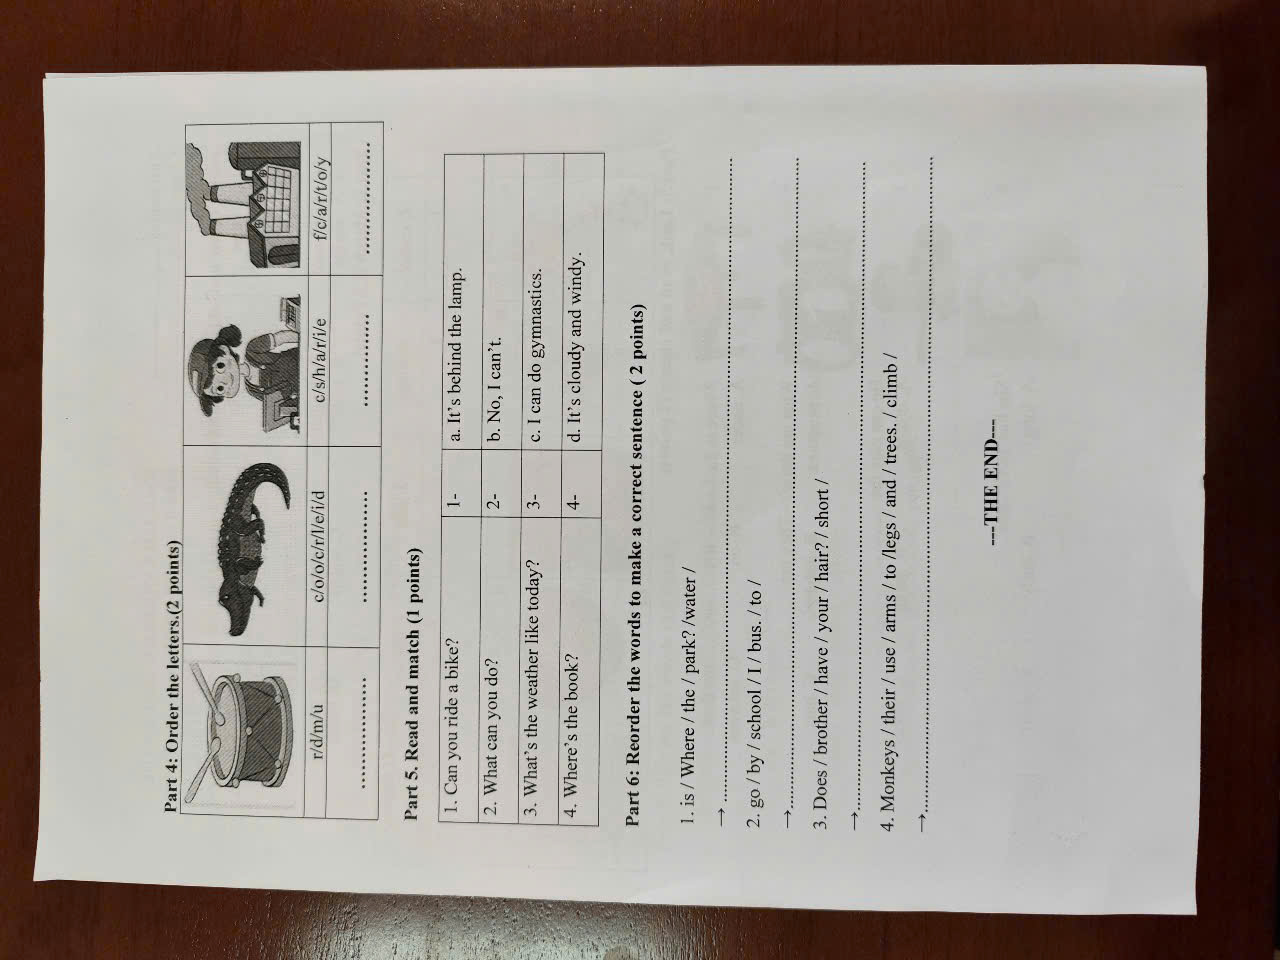 Part 4: Order the letters.(2 points)
r/d/m/u c/o/o/c/r/l/e/i/d c/s/h/a/r/i/e f/c/a/r/t/o/y
............... ............... ............... ...............
Part 5. Read and match (1 points)
1. Can you ride a bike? 1- a. It's behind the lamp.
2. What can you do? 2- b. No, I can't.
3. What's the weather like today? 3- c. I can do gymnastics.
4. Where's the book? 4- d. It's cloudy and windy.
Part 6: Reorder the words to make a correct sentence ( 2 points)
1. is / Where / the / park? /water /
→ ...............
2. go / by / school / I / bus. / to /
→...............
3. Does / brother / have / your / hair? / short /
→...............
4. Monkeys / their / use / arms / to /legs / and / trees. / climb /
→...............
---THE END---